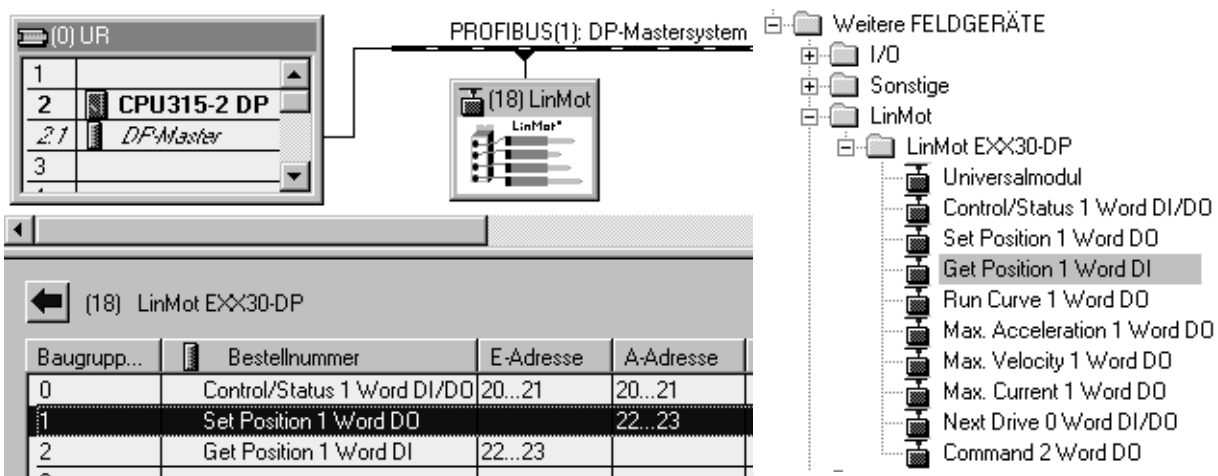 (0) UR
1
2 CPU315-2 DP
2.1 DP-Master
3
PROFIBUS(1): DP-Mastersystem
(18) LinMot
LinMot®
(18) LinMot EXX30-DP
Baugrupp... Bestellnummer E-Adresse A-Adresse
0 Control/Status 1 Word DI/DO 20...21 20...21
1 Set Position 1 Word DO 22...23
2 Get Position 1 Word DI 22...23
Weitere FELDGERÄTE
I/O
Sonstige
LinMot
LinMot EXX30-DP
Universalmodul
Control/Status 1 Word DI/DO
Set Position 1 Word DO
Get Position 1 Word DI
Run Curve 1 Word DO
Max. Acceleration 1 Word DO
Max. Velocity 1 Word DO
Max. Current 1 Word DO
Next Drive 0 Word DI/DO
Command 2 Word DO